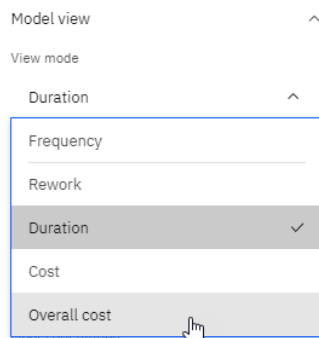 Model view
View mode
Duration
Frequency
Rework
Duration
Cost
Overall cost